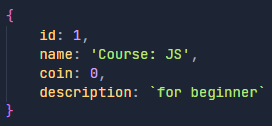 {
    id: 1,
    name: 'Course: JS',
    coin: 0,
    description: `for beginner`
}